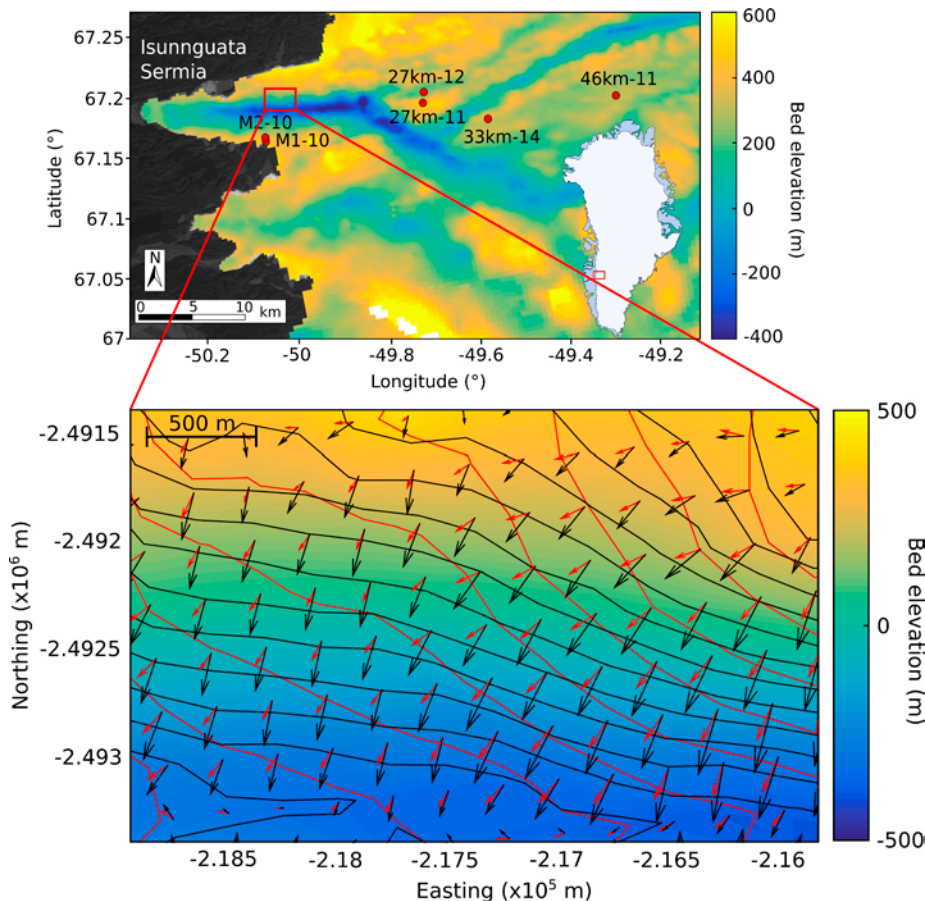 Isunnguata
Sermia
27km-12
27km-11
46km-11
33km-14
M2-10
M1-10
N
0 5 10 km
67.25
67.2
67.15
67.1
67.05
67
Latitude (°)
-50.2 -50 -49.8 -49.6 -49.4 -49.2
Longitude (°)
600
400
200
0
-200
-400
Bed elevation (m)
500 m
-2.4915
-2.492
-2.4925
-2.493
Northing (x10⁶ m)
-2.185 -2.18 -2.175 -2.17 -2.165 -2.16
Easting (x10⁵ m)
500
0
-500
Bed elevation (m)